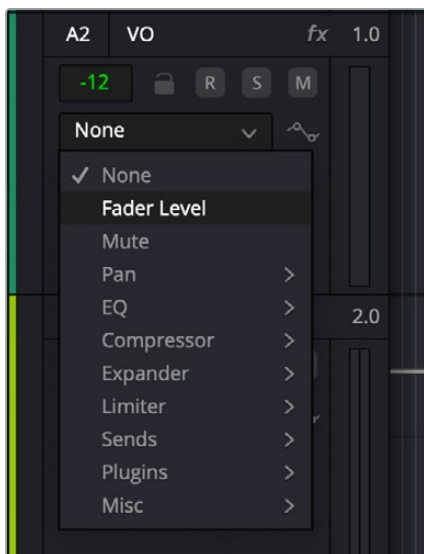 A2 VO fx 1.0
-12 R S M
None
None
Fader Level
Mute
Pan
EQ
2.0
Compressor
Expander
Limiter
Sends
Plugins
Misc